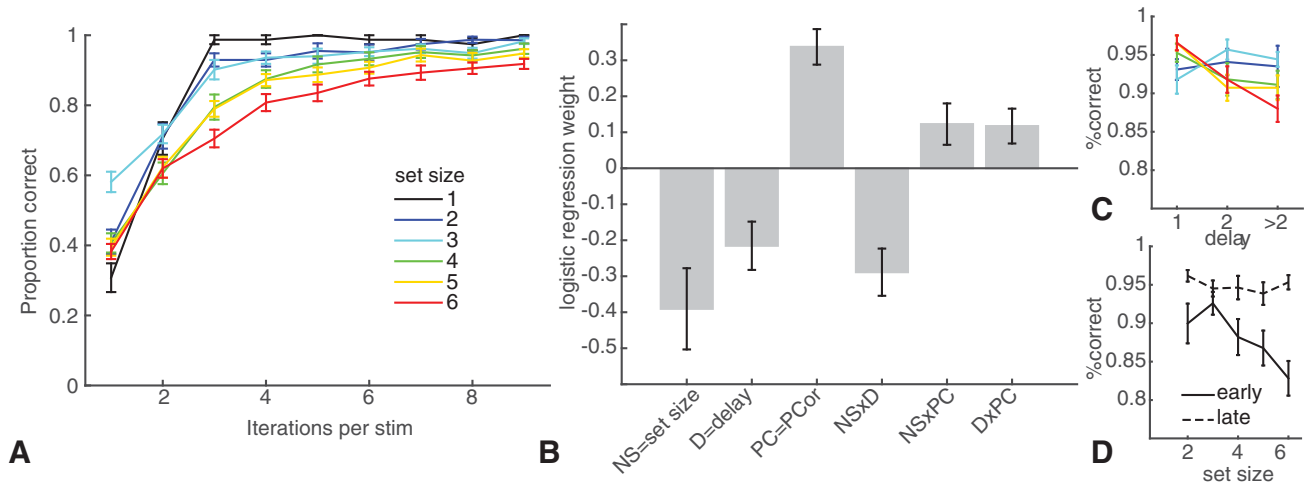 1
0.8
0.6
0.4
0.2
0
Proportion correct
2
4
6
8
Iterations per stim
set size
1
2
3
4
5
6
A
0.3
0.2
0.1
0
-0.1
-0.2
-0.3
-0.4
-0.5
logistic regression weight
NS=set size
D=delay
PC=PCor
NSxD
NSxPC
DxPC
B
1
0.95
0.9
0.85
0.8
%correct
1
2
>2
delay
C
1
0.95
0.9
0.85
0.8
%correct
early
late
2
4
6
set size
D